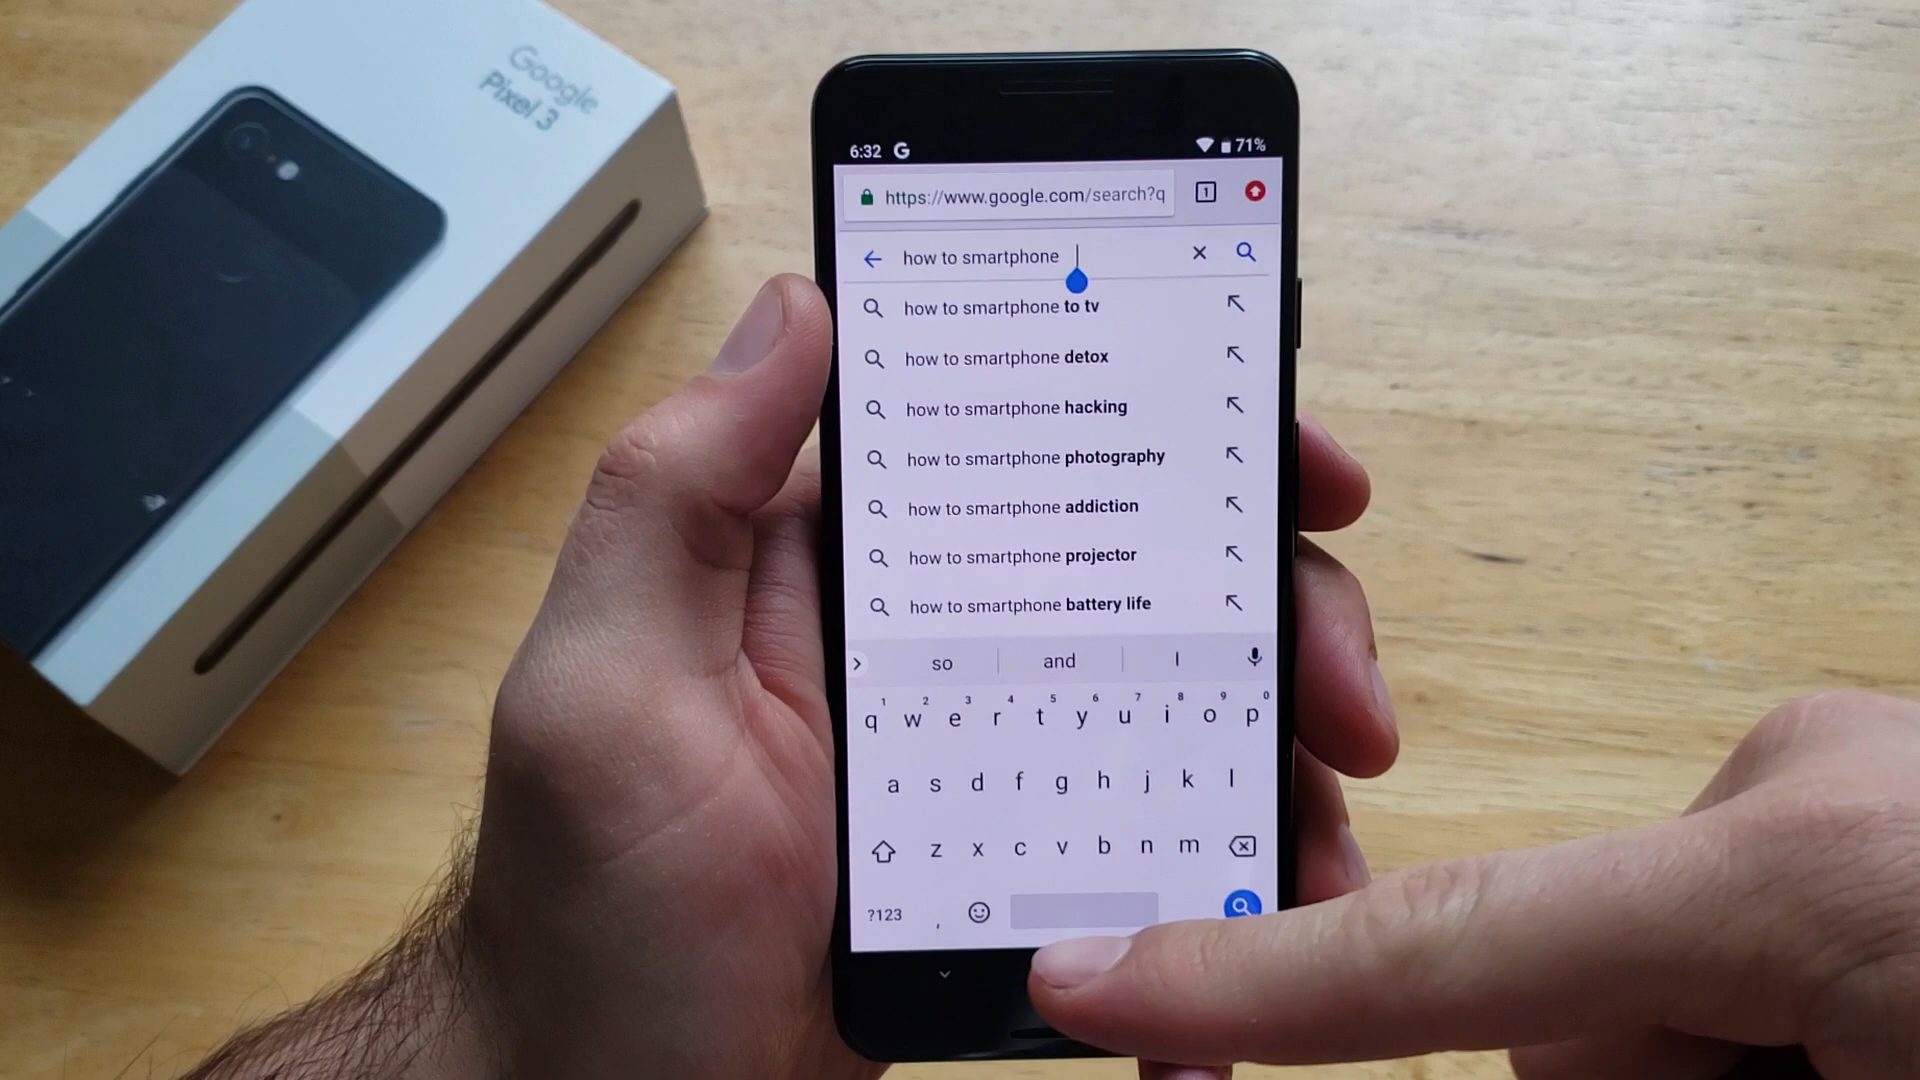 Google
Pixel 3
6:32 G 71%
https://www.google.com/search?q 1
how to smartphone
how to smartphone to tv
how to smartphone detox
how to smartphone hacking
how to smartphone photography
how to smartphone addiction
how to smartphone projector
how to smartphone battery life
so and I
1 2 3 4 5 6 7 8 9 0
q w e r t y u i o p
a s d f g h j k l
z x c v b n m
?123 ,